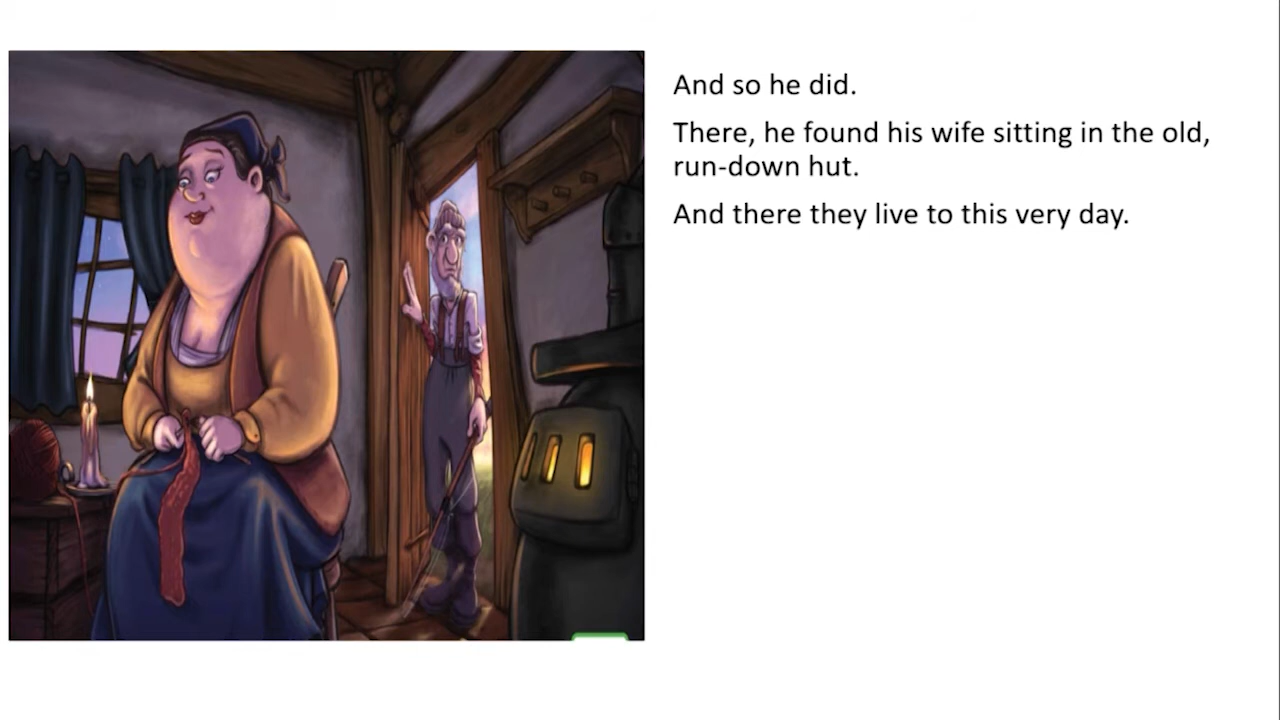 And so he did.
There, he found his wife sitting in the old,
run-down hut.
And there they live to this very day.